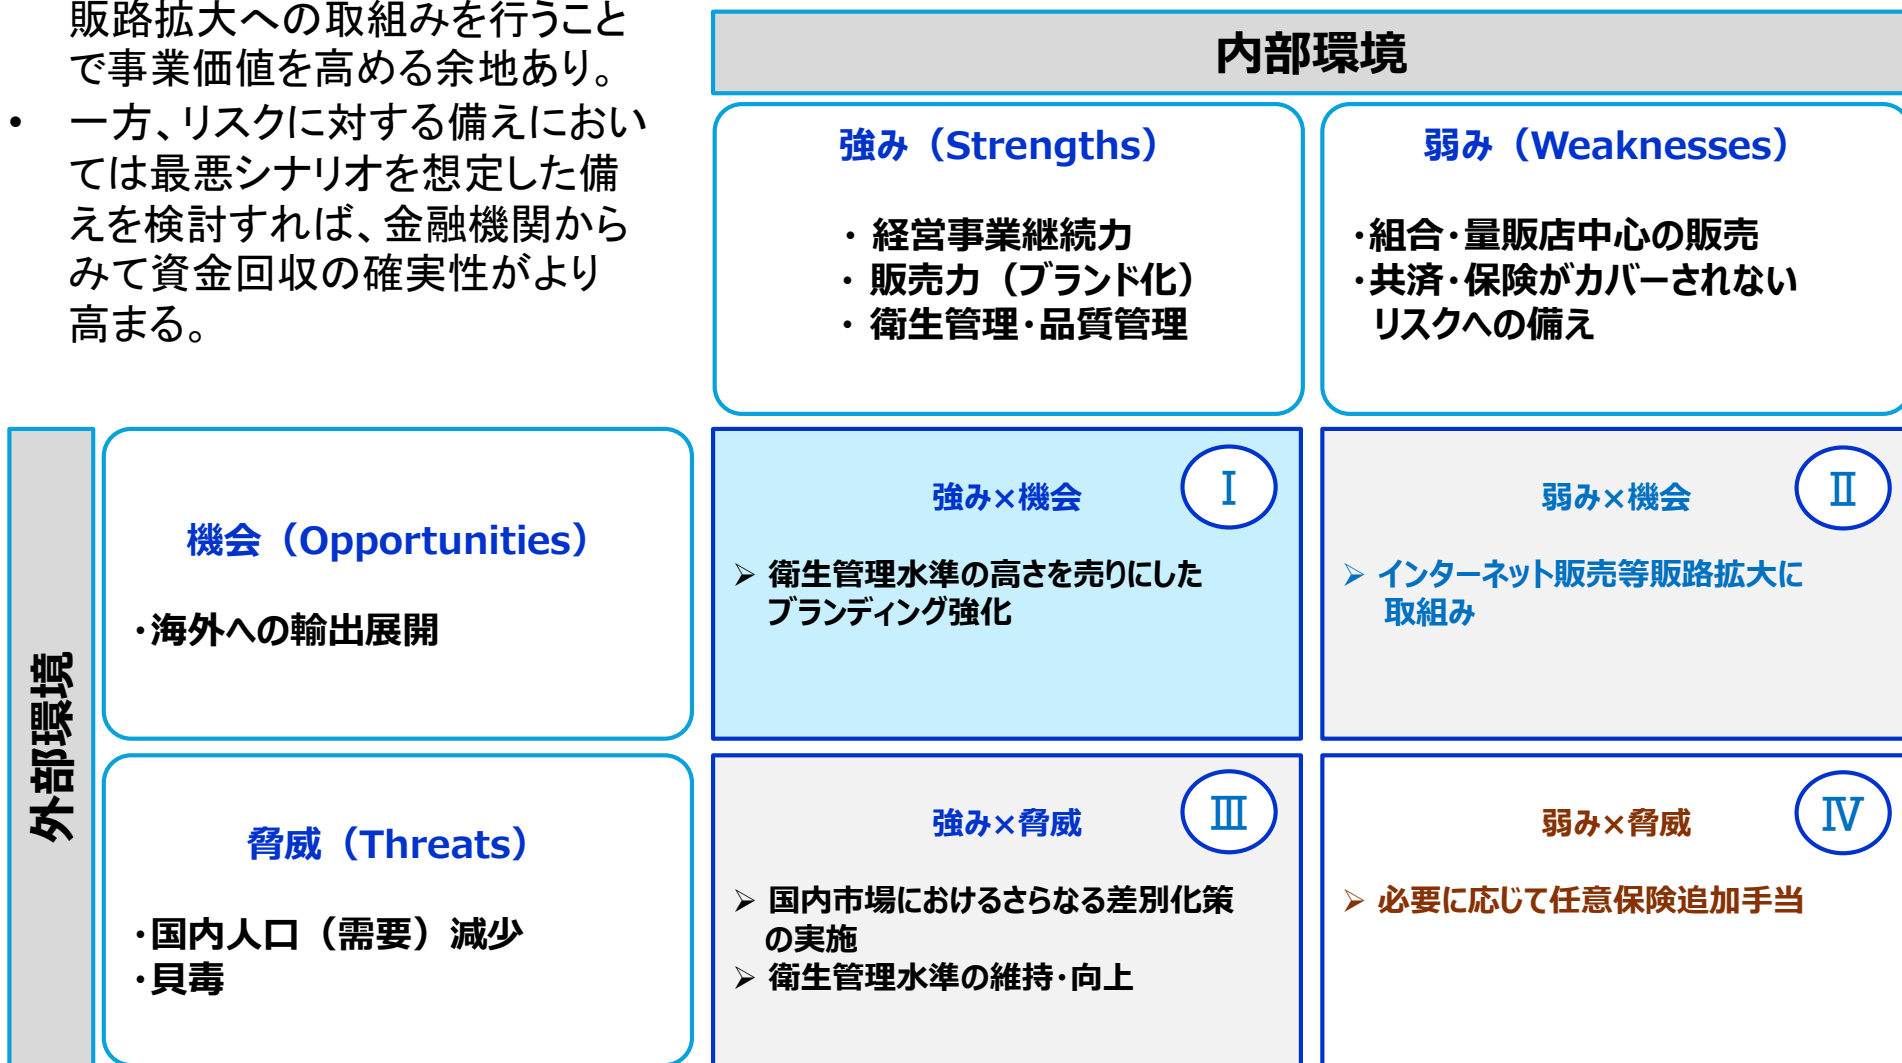 販路拡大への取組みを行うこと
で事業価値を高める余地あり。
• 一方、リスクに対する備えにおい
ては最悪シナリオを想定した備
えを検討すれば、金融機関から
みて資金回収の確実性がより
高まる。
内部環境
強み（Strengths）
・ 経営事業継続力
・ 販売力（ブランド化）
・ 衛生管理・品質管理
弱み（Weaknesses）
・組合・量販店中心の販売
・共済・保険がカバーされない
リスクへの備え
外部環境
機会（Opportunities）
・海外への輸出展開
強み×機会
Ⅰ
➢ 衛生管理水準の高さを売りにした
ブランディング強化
弱み×機会
Ⅱ
➢ インターネット販売等販路拡大に
取組み
脅威（Threats）
・国内人口（需要）減少
・貝毒
強み×脅威
Ⅲ
➢ 国内市場におけるさらなる差別化策
の実施
➢ 衛生管理水準の維持・向上
弱み×脅威
Ⅳ
➢ 必要に応じて任意保険追加手当